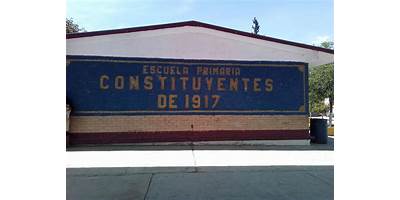 ESCUELA PRIMARIA
CONSTITUYENTES
DE 1917